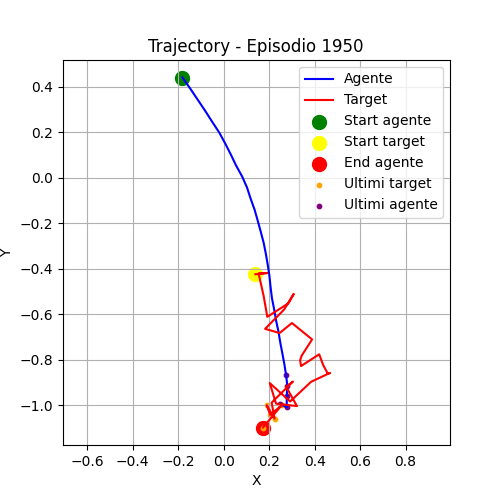 Trajectory - Episodio 1950
Agente
Target
Start agente
Start target
End agente
Ultimi target
Ultimi agente
Y
0.4
0.2
0.0
−0.2
−0.4
−0.6
−0.8
−1.0
−0.6 −0.4 −0.2 0.0 0.2 0.4 0.6 0.8
X